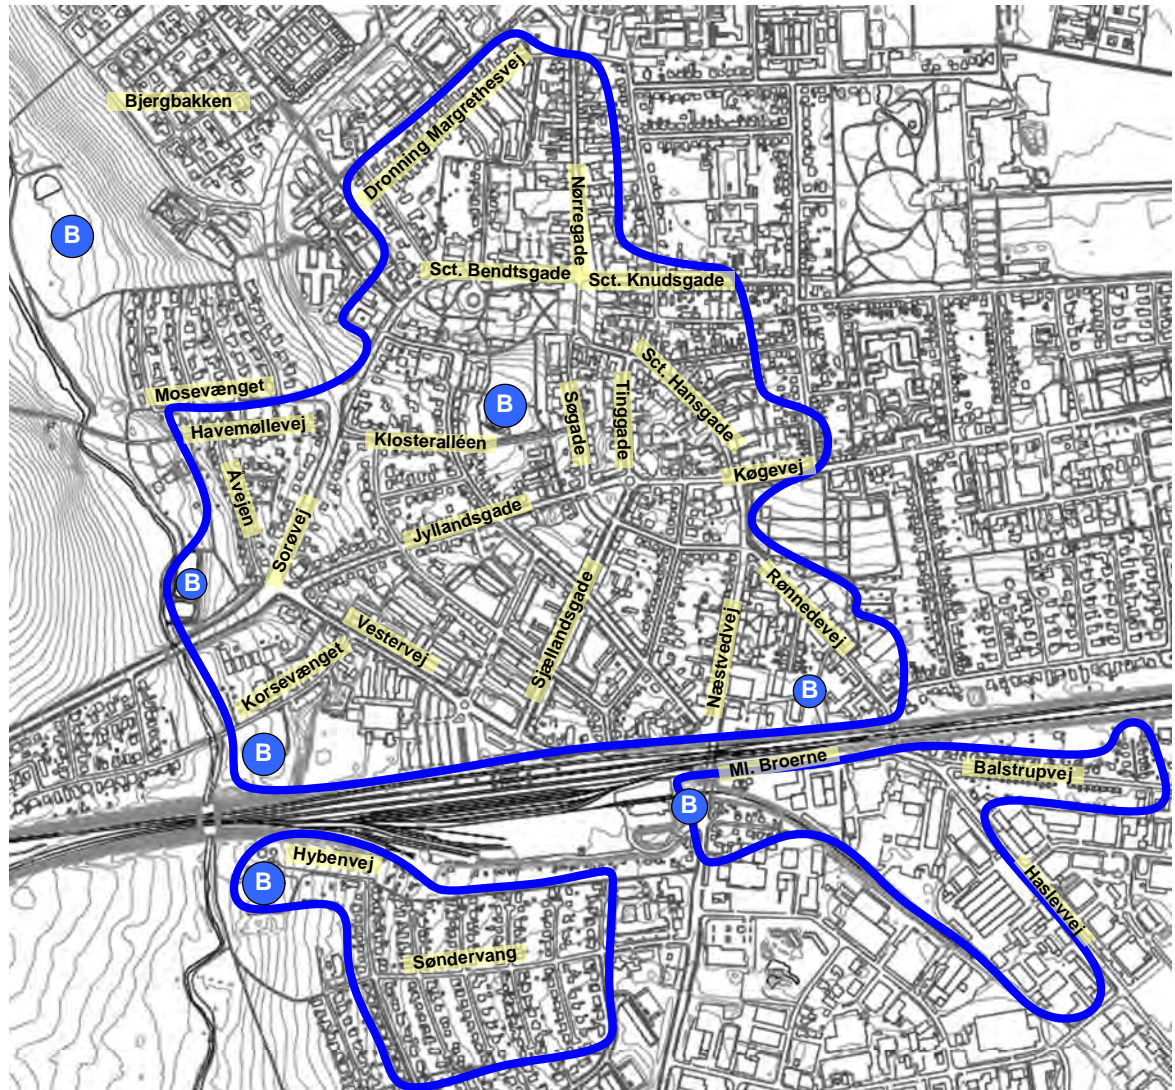 Bjergbakken
Dronning Margrethesvej
Nørregade
B
Sct. Bendtsgade
Sct. Knudsgade
Mosevænget
Havemøllevej
B
Klosteralléen
Søgade
Tinggade
Sct. Hansgade
Køgevej
Åvejen
Sorøvej
Jyllandsgade
B
Vestervej
Korsevænget
Sjællandsgade
Næstvedvej
Rønnedevej
B
B
Ml. Broerne
Balstrupvej
B
Hybenvej
B
Haslevvej
Søndervang